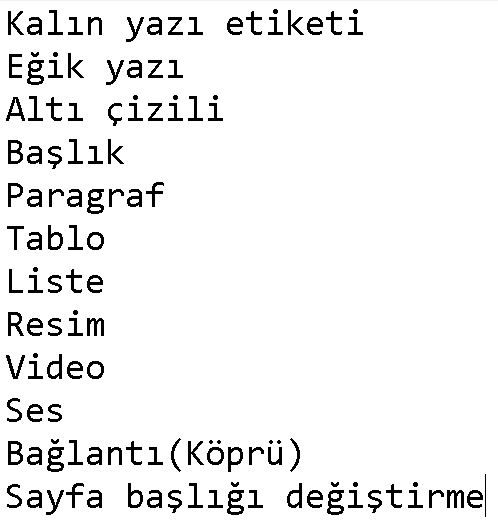 Kalın yazı etiketi
Eğik yazı
Altı çizili
Başlık
Paragraf
Tablo
Liste
Resim
Video
Ses
Bağlantı(Köprü)
Sayfa başlığı değiştirme